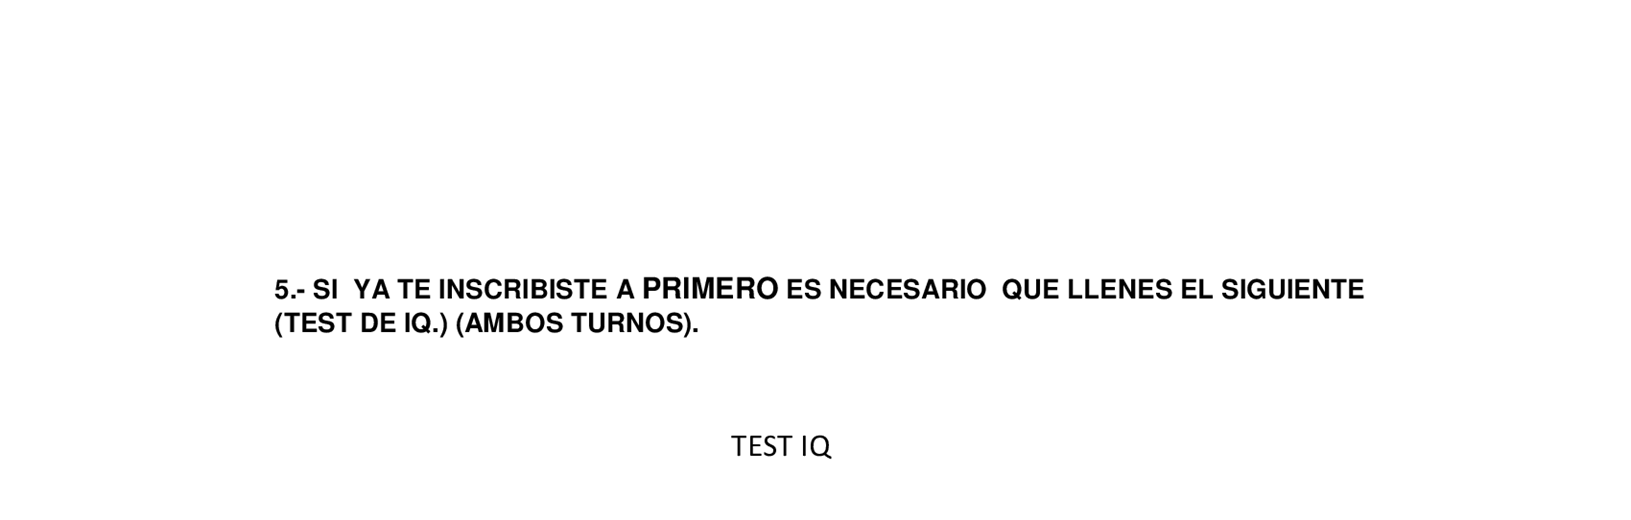 5.- SI  YA TE INSCRIBISTE A PRIMERO ES NECESARIO  QUE LLENES EL SIGUIENTE
(TEST DE IQ.) (AMBOS TURNOS).
TEST IQ